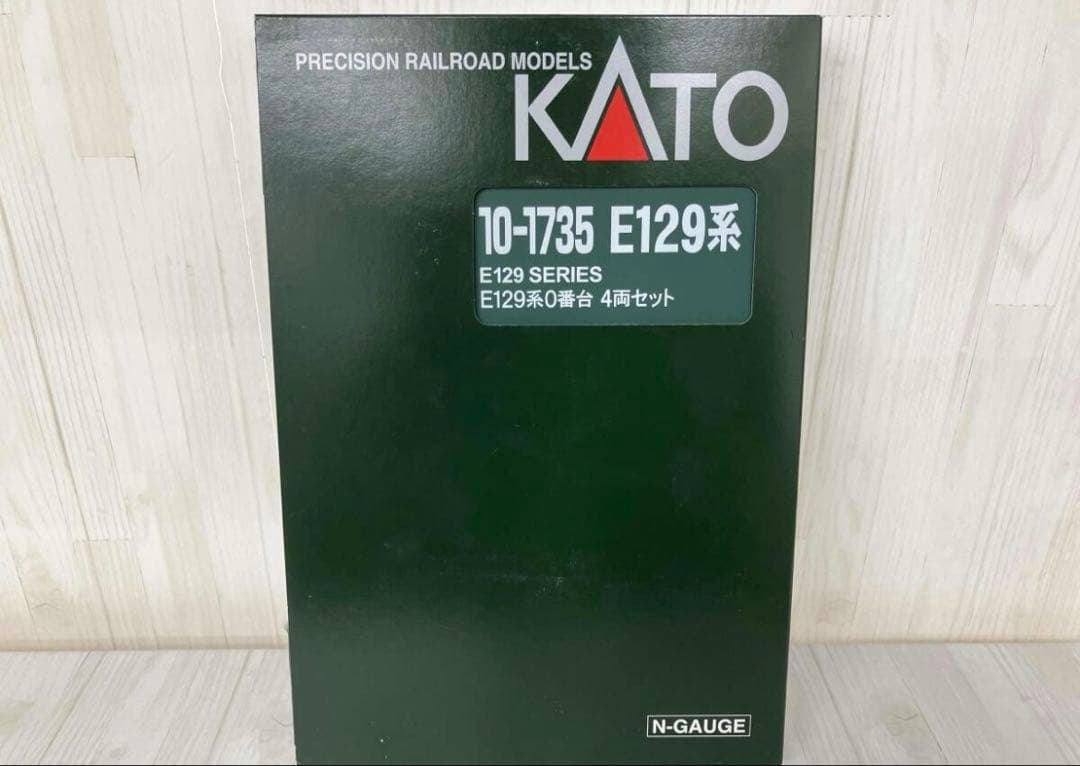 PRECISION RAILROAD MODELS
KATO
10-1735 E129系
E129 SERIES
E129系0番台 4両セット
N-GAUGE